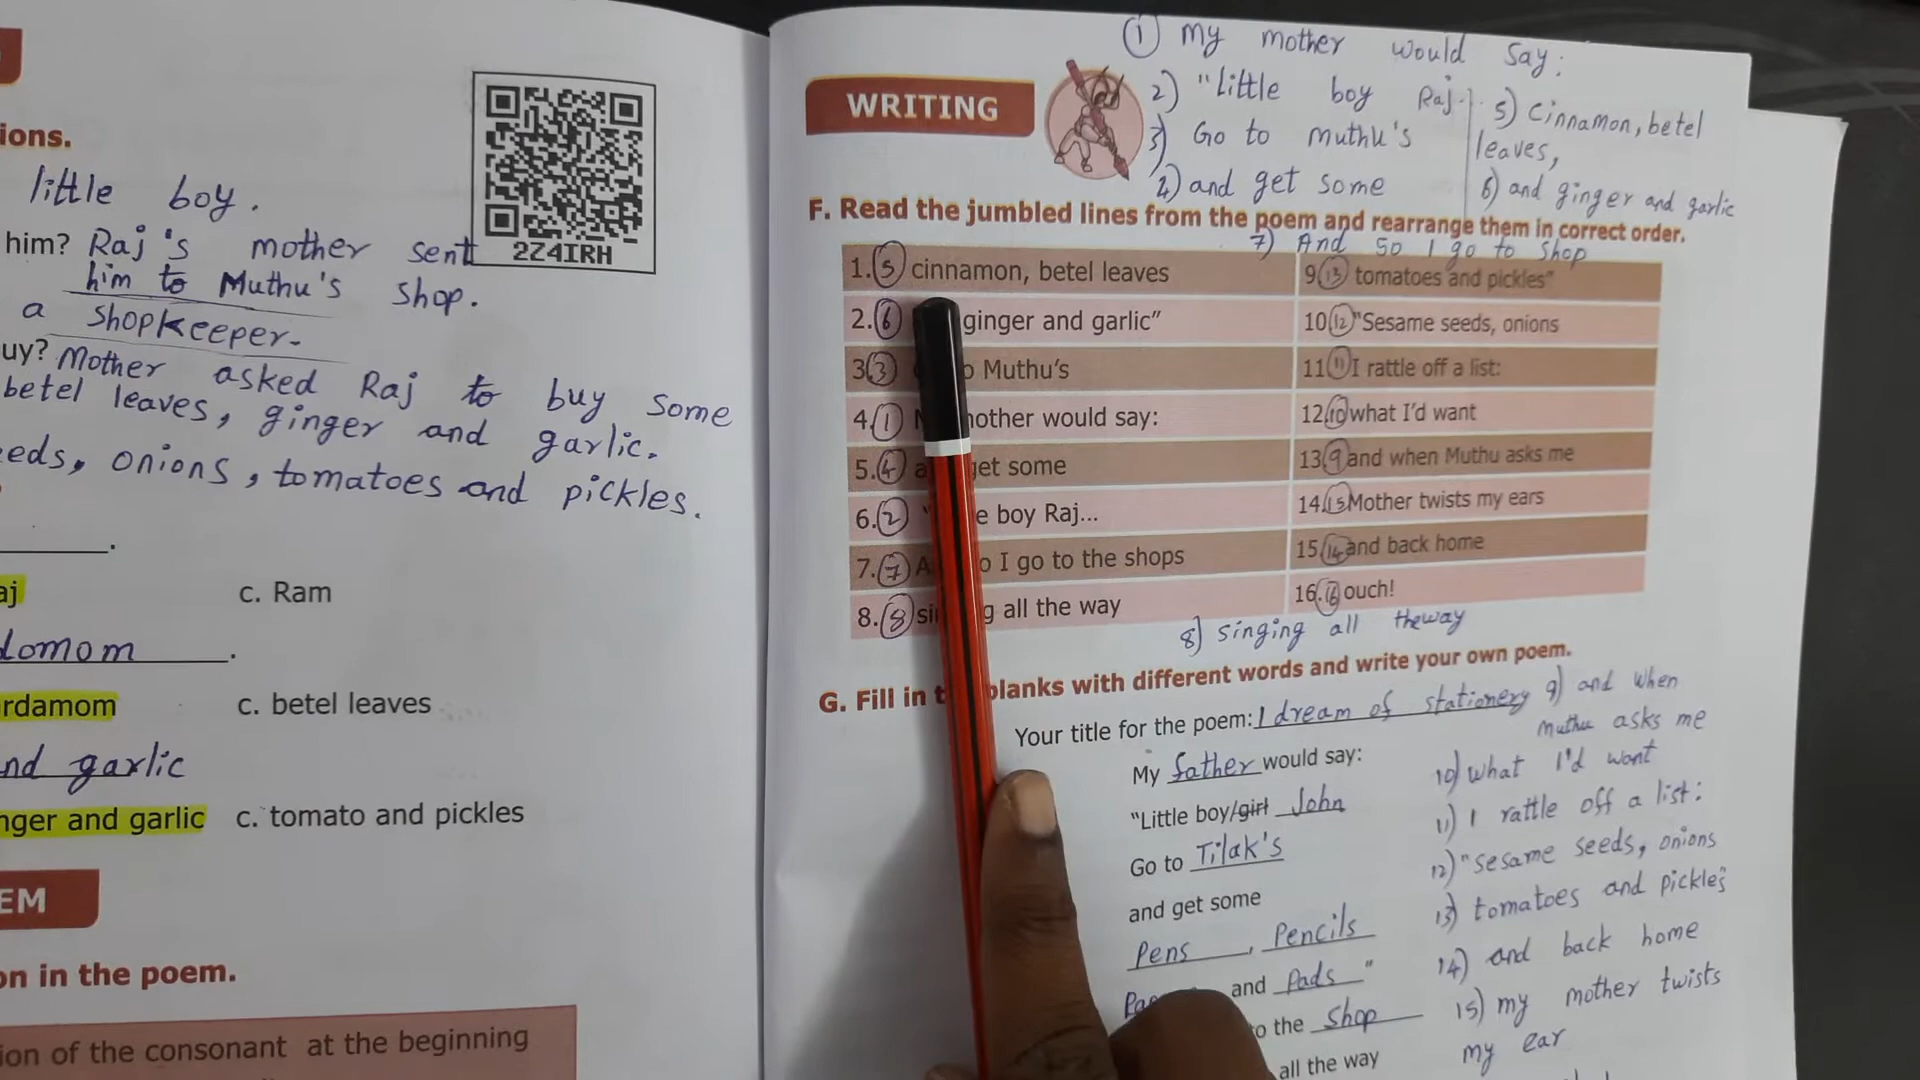 ions.
little boy.
him? Raj's mother sent
him to Muthu's shop.
a shopkeeper-
uy? Mother asked Raj to buy some
betel leaves, ginger and garlic.
eds, onions, tomatoes and pickles.
.
aj c. Ram
domom .
rdamom c. betel leaves
nd garlic
nger and garlic c. tomato and pickles
EM
on in the poem.
ion of the consonant at the beginning
2Z4IRH
WRITING
1) my mother would say:
2) "little boy Raj..
3) Go to muthu's
4) and get some
5) Cinnamon, betel
leaves,
6) and ginger and garlic
F. Read the jumbled lines from the poem and rearrange them in correct order.
7) And so I go to shop
1. 5 cinnamon, betel leaves
2. 6 ginger and garlic"
3 3 Muthu's
4. 1 mother would say:
5. 4 a get some
6. 2 " e boy Raj...
7. 7 A o I go to the shops
8. 8 si g all the way
9 13 tomatoes and pickles"
10 12 "Sesame seeds, onions
11 11 I rattle off a list:
12 10 what I'd want
13 9 and when Muthu asks me
14. 15 Mother twists my ears
15 14 and back home
16. 16 ouch!
8) singing all theway
G. Fill in t blanks with different words and write your own poem.
Your title for the poem: I dream of stationery
My father would say:
"Little boy/girl John
Go to Tilak's
and get some
Pens, Pencils
and Pads"
to the shop
all the way
9) and when
muthu asks me
10) what I'd want
11) I rattle off a list:
12) "sesame seeds, onions
13) tomatoes and pickles"
14) and back home
15) my mother twists
my ear